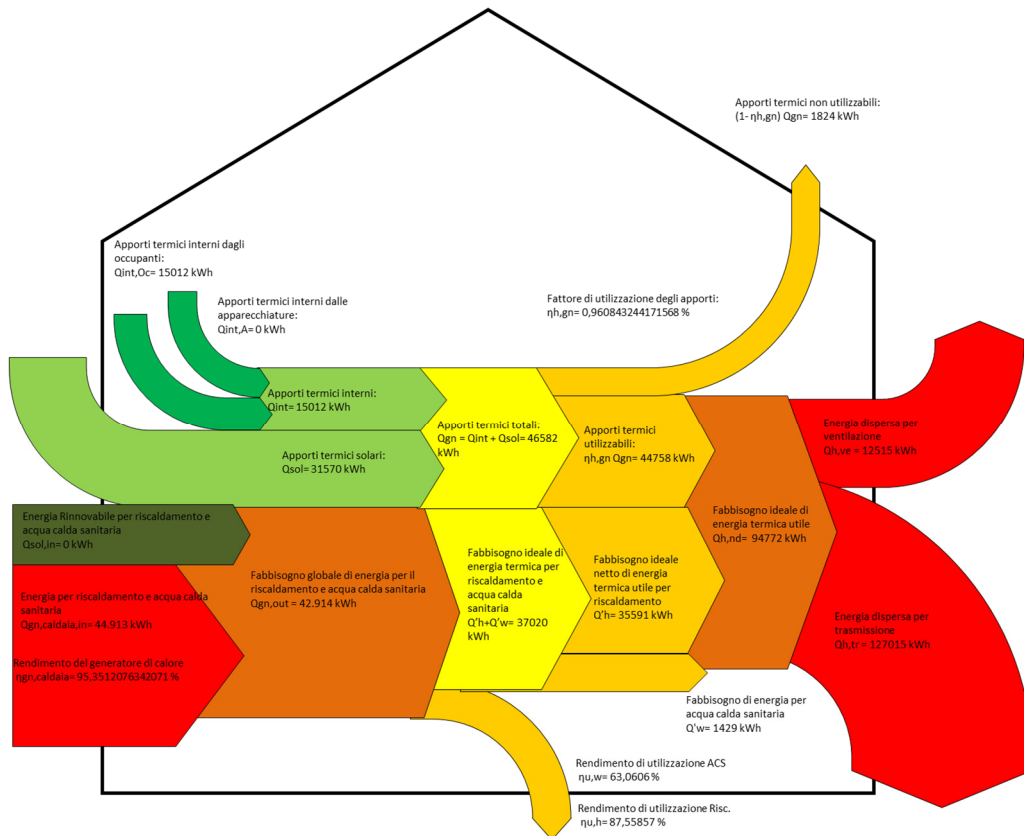 Apporti termici non utilizzabili:
(1- ηh,gn) Qgn= 1824 kWh
Apporti termici interni dagli
occupanti:
Qint,Oc= 15012 kWh
Apporti termici interni dalle
apparecchiature:
Qint,A= 0 kWh
Fattore di utilizzazione degli apporti:
ηh,gn= 0,960843244171568 %
Apporti termici interni:
Qint= 15012 kWh
Apporti termici totali:
Qgn = Qint + Qsol= 46582
kWh
Apporti termici
utilizzabili:
ηh,gn Qgn= 44758 kWh
Energia dispersa per
ventilazione
Qh,ve = 12515 kWh
Apporti termici solari:
Qsol= 31570 kWh
Energia Rinnovabile per riscaldamento e
acqua calda sanitaria
Qsol,in= 0 kWh
Fabbisogno ideale di
energia termica utile
Qh,nd=  94772 kWh
Fabbisogno globale di energia per il
riscaldamento e acqua calda sanitaria
Qgn,out = 42.914 kWh
Fabbisogno ideale di
energia termica per
riscaldamento e
acqua calda
sanitaria
Q'h+Q'w= 37020
kWh
Fabbisogno ideale
netto di energia
termica utile per
riscaldamento
Q'h= 35591 kWh
Energia per riscaldamento e acqua calda
sanitaria
Qgn,caldaia,in= 44.913 kWh
Energia dispersa per
trasmissione
Qh,tr = 127015 kWh
Rendimento del generatore di calore
ηgn,caldaia= 95,3512076342071 %
Fabbisogno di energia per
acqua calda sanitaria
Q'w= 1429 kWh
Rendimento di utilizzazione ACS
ηu,w= 63,0606 %
Rendimento di utilizzazione Risc.
ηu,h= 87,55857 %